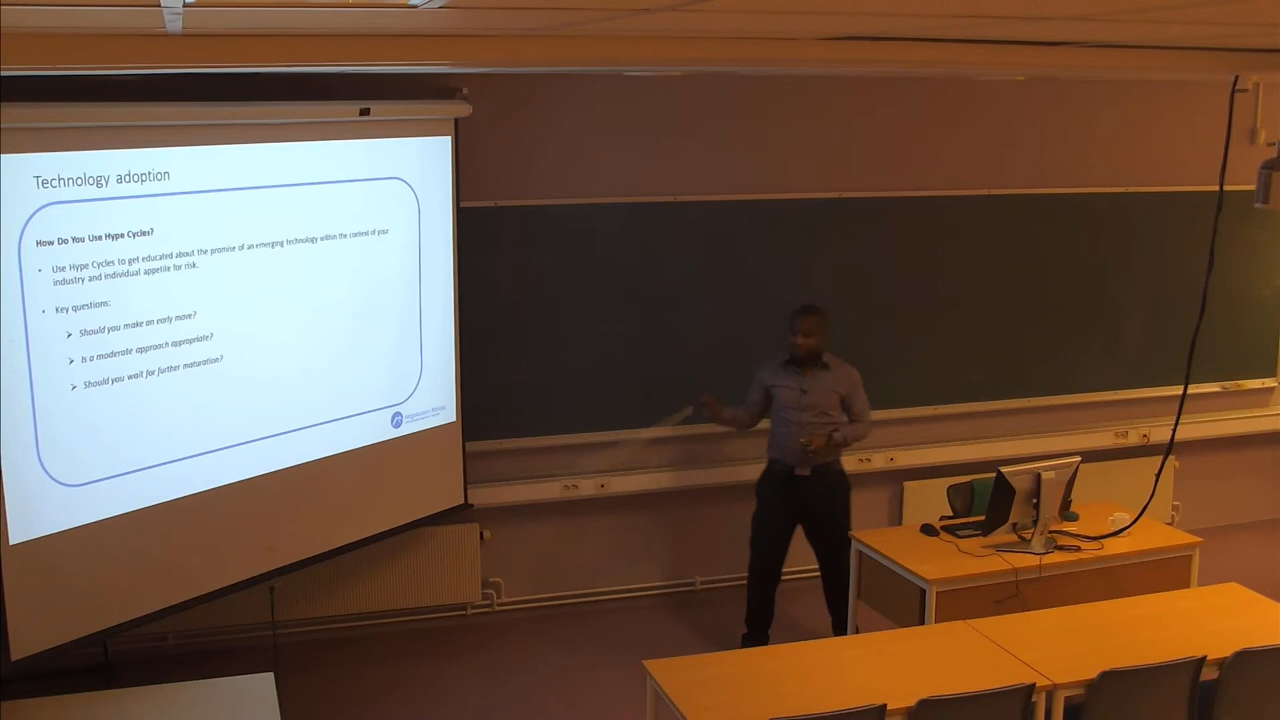 Technology adoption
How Do You Use Hype Cycles?
• Use Hype Cycles to get educated about the promise of an emerging technology within the context of your
industry and individual appetite for risk.
• Key questions:
➢ Should you make an early move?
➢ Is a moderate approach appropriate?
➢ Should you wait for further maturation?